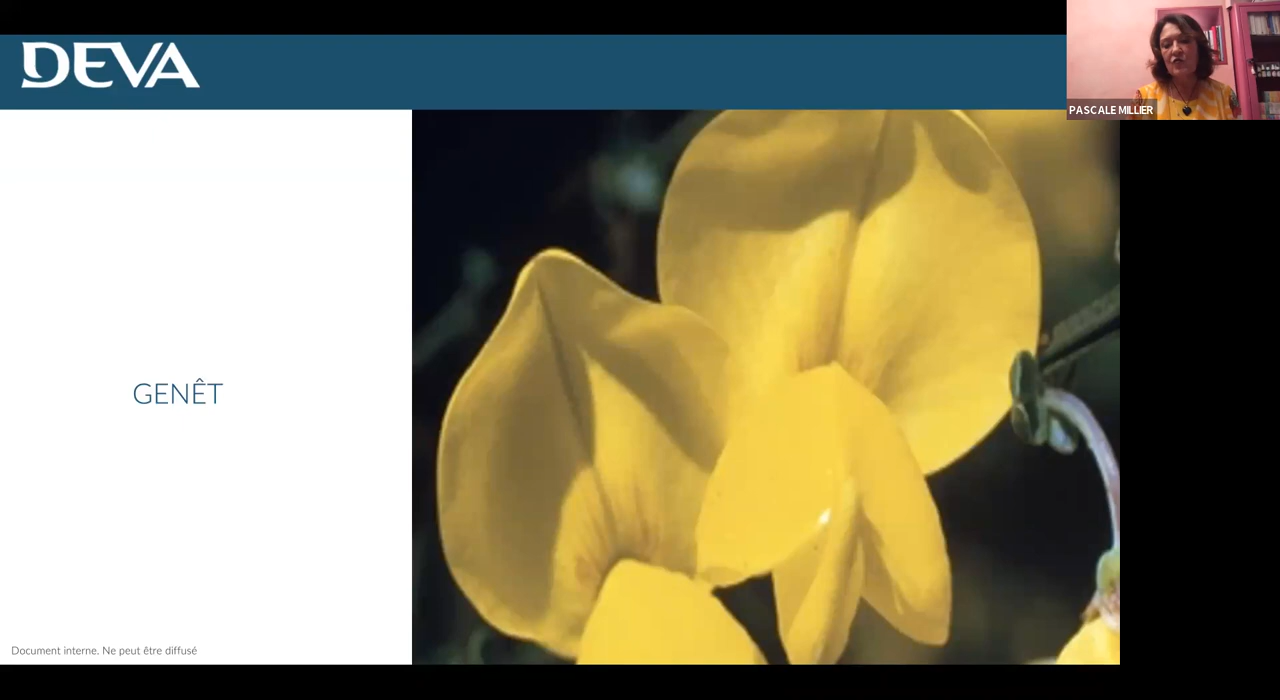 DEVA
PASCALE MILLIER
GENÊT
Document interne. Ne peut être diffusé